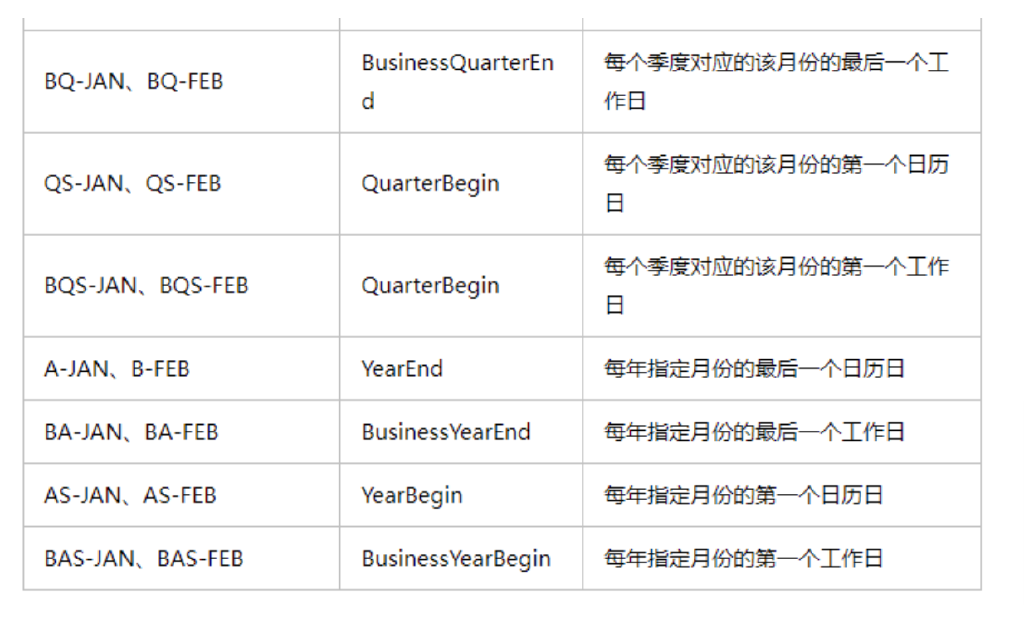 BQ-JAN、BQ-FEB
BusinessQuarterEn
d
每个季度对应的该月份的最后一个工
作日
QS-JAN、QS-FEB
QuarterBegin
每个季度对应的该月份的第一个日历
日
BQS-JAN、BQS-FEB
QuarterBegin
每个季度对应的该月份的第一个工作
日
A-JAN、B-FEB
YearEnd
每年指定月份的最后一个日历日
BA-JAN、BA-FEB
BusinessYearEnd
每年指定月份的最后一个工作日
AS-JAN、AS-FEB
YearBegin
每年指定月份的第一个日历日
BAS-JAN、BAS-FEB
BusinessYearBegin
每年指定月份的第一个工作日